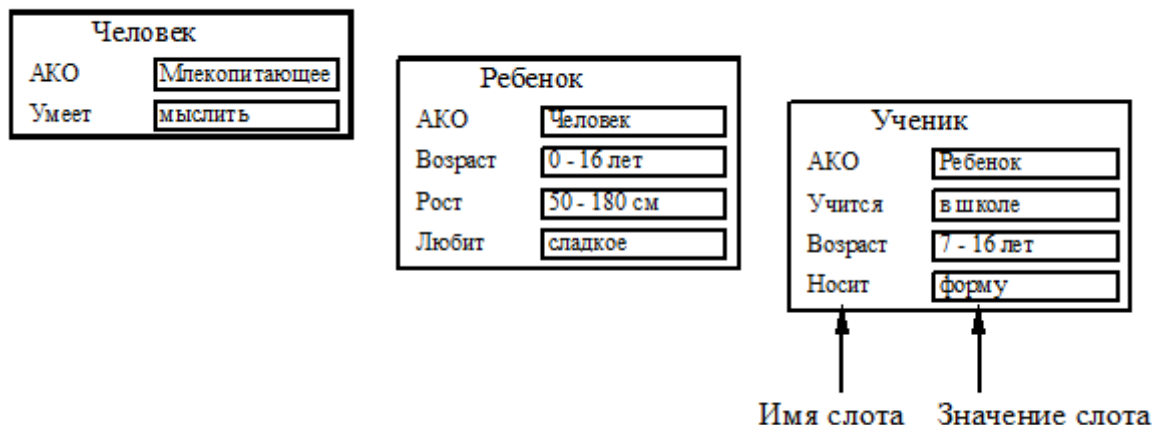 Человек
АКО Млекопитающее
Умеет мыслить
Ребенок
АКО Человек
Возраст 0 - 16 лет
Рост 50 - 180 см
Любит сладкое
Ученик
АКО Ребенок
Учится в школе
Возраст 7 - 16 лет
Носит форму
Имя слота Значение слота